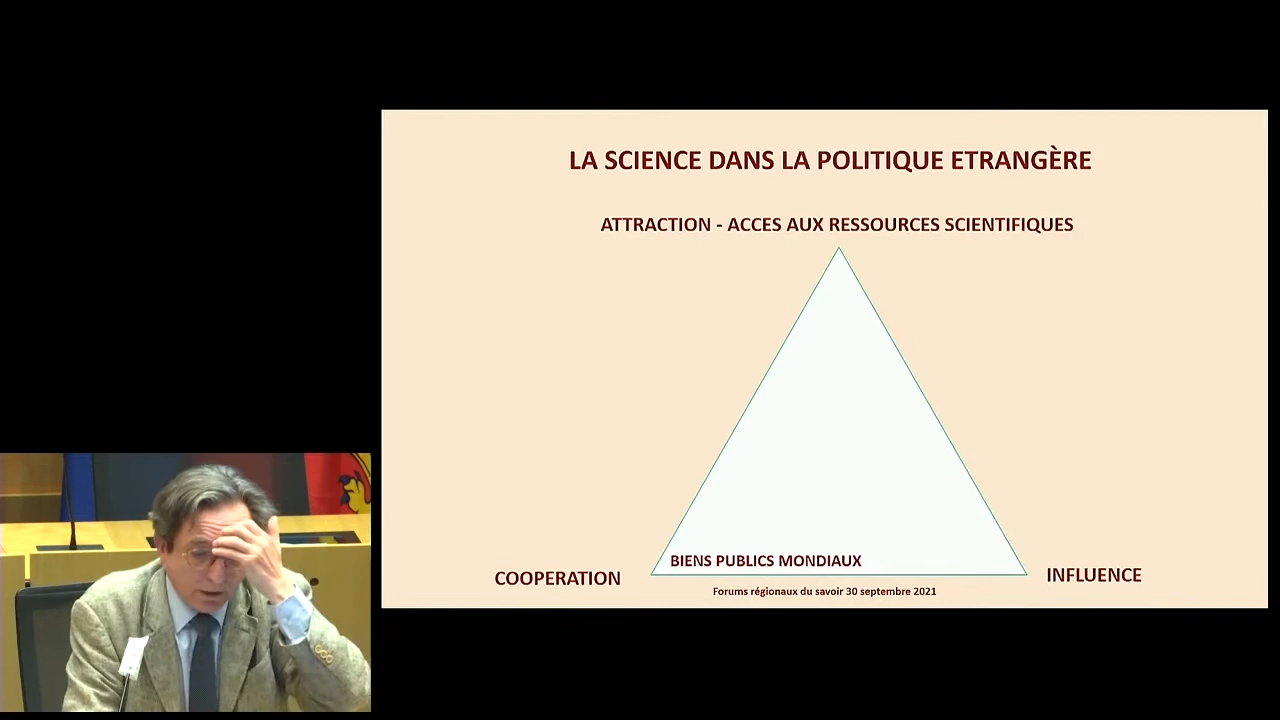 LA SCIENCE DANS LA POLITIQUE ETRANGÈRE
ATTRACTION - ACCES AUX RESSOURCES SCIENTIFIQUES
BIENS PUBLICS MONDIAUX
COOPERATION
INFLUENCE
Forums régionaux du savoir 30 septembre 2021